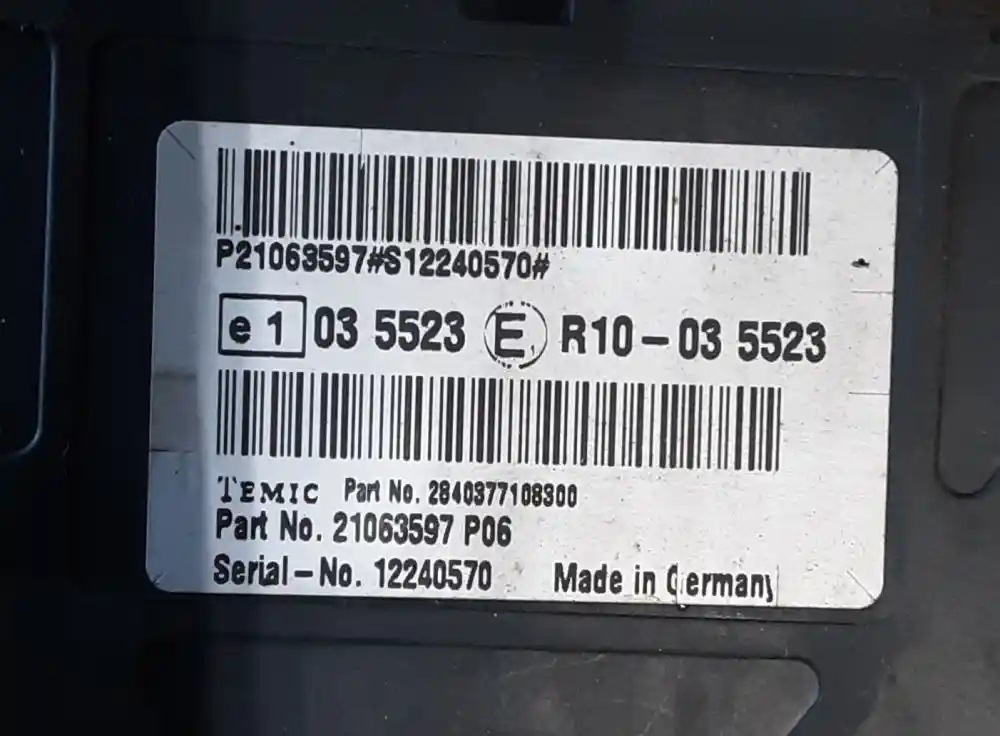 P21063597#S12240570#
e 1 03 5523 E 1 R10-03 5523
TEMIC Part No. 2840377108300
Part No. 21063597 P06
Serial-No. 12240570 Made in Germany